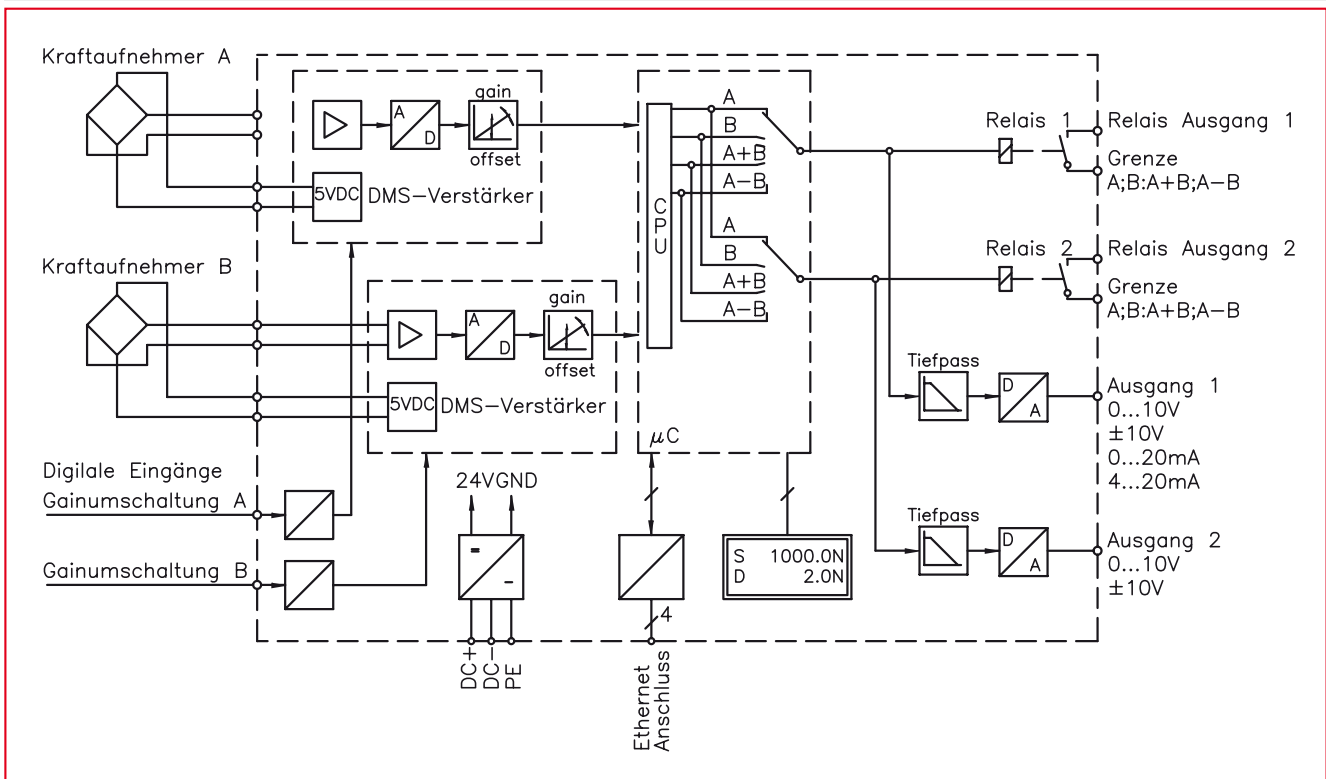 Kraftaufnehmer A
gain
A
D
offset
5VDC
DMS-Verstärker
Kraftaufnehmer B
gain
A
D
offset
5VDC
DMS-Verstärker
Digilale Eingänge
Gainumschaltung A
Gainumschaltung B
24VGND
=
–
DC+
DC-
PE
CPU
A
B
A+B
A-B
A
B
A+B
A-B
µC
4
Ethernet
Anschluss
S 1000.0N
D 2.0N
Relais 1
Relais Ausgang 1
Grenze
A;B:A+B;A-B
Relais 2
Relais Ausgang 2
Grenze
A;B:A+B;A-B
Tiefpass
D
A
Ausgang 1
0...10V
±10V
0...20mA
4...20mA
Tiefpass
D
A
Ausgang 2
0...10V
±10V